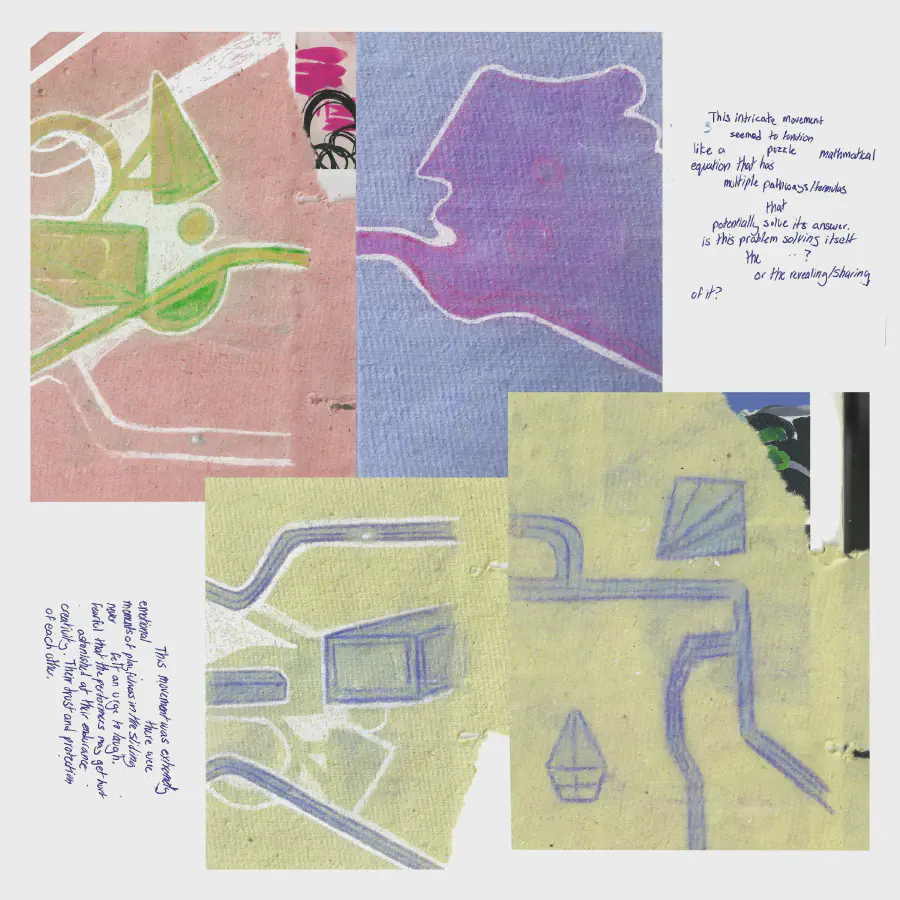 This intricate movement
seemed to function
like a puzzle mathmatical
equation that has
multiple pathways/formulas
that
potentially solve its answer.
is this problem solving itself
the ?
or the revealing/sharing
of it?
This movement was extremely
emotional there were
moments of playfulness in the sliding
never felt an urge to laugh.
fearful that the performers may get hurt
astonished at their endurance
creativity. Their trust and protection
of each other.